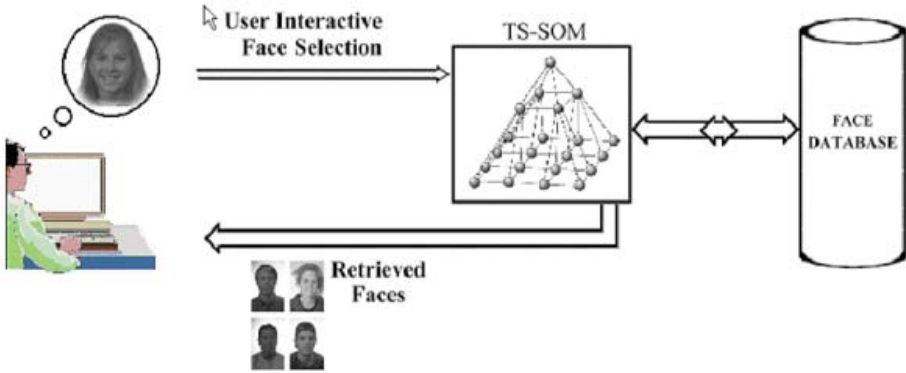 User Interactive
Face Selection
TS-SOM
FACE
DATABASE
Retrieved
Faces